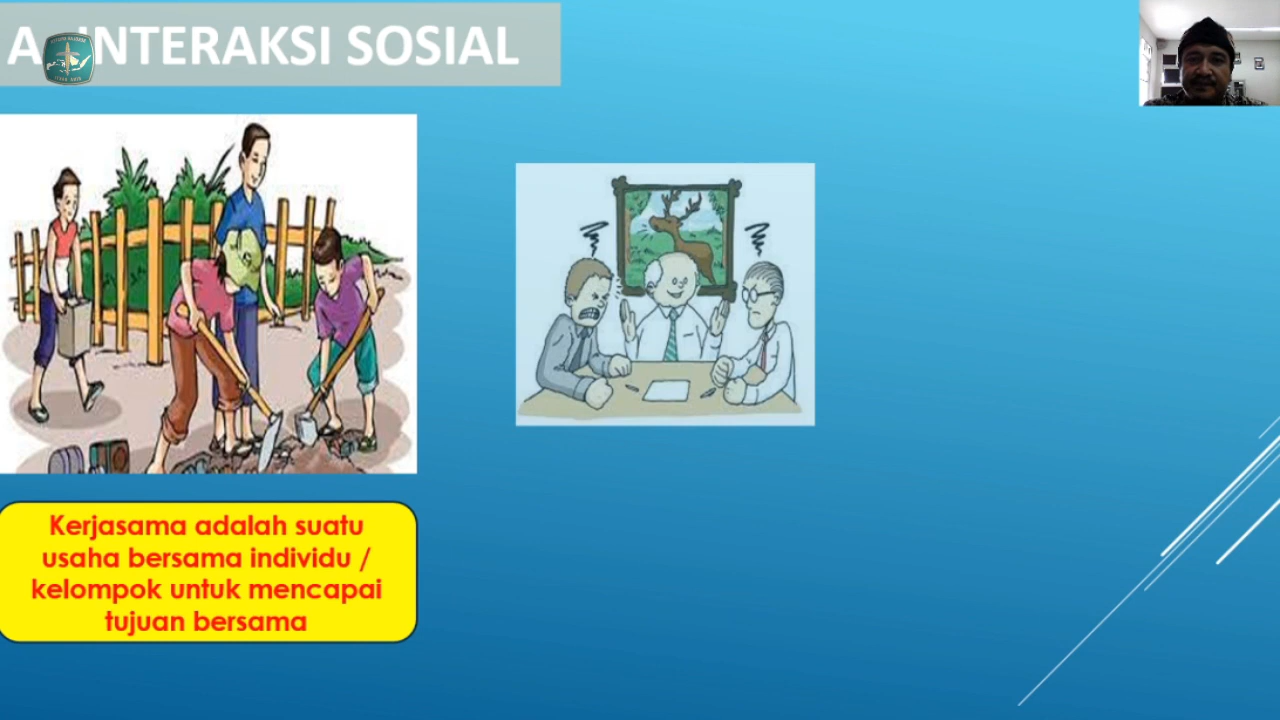 A. INTERAKSI SOSIAL
Kerjasama adalah suatu
usaha bersama individu /
kelompok untuk mencapai
tujuan bersama